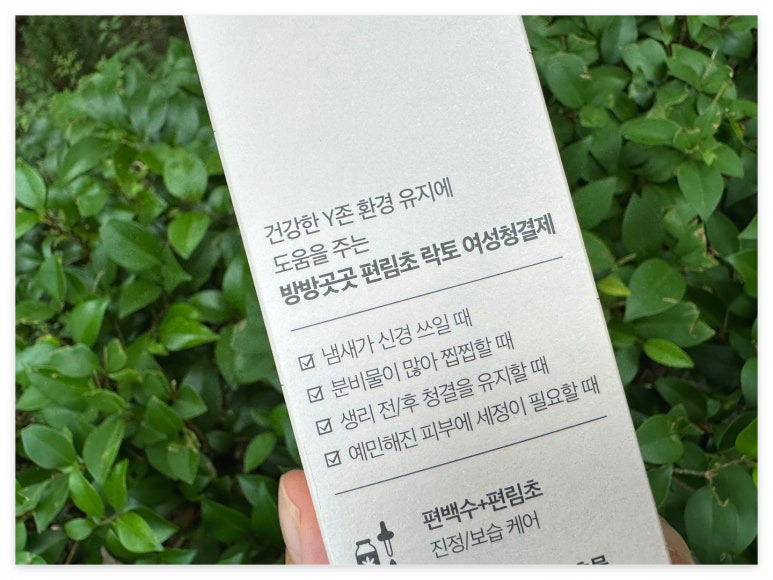 건강한 Y존 환경 유지에
도움을 주는
방방곳곳 편림초 락토 여성청결제
냄새가 신경 쓰일 때
분비물이 많아 찝찝할 때
생리 전/후 청결을 유지할 때
예민해진 피부에 세정이 필요할 때
편백수+편림초
진정/보습 케어